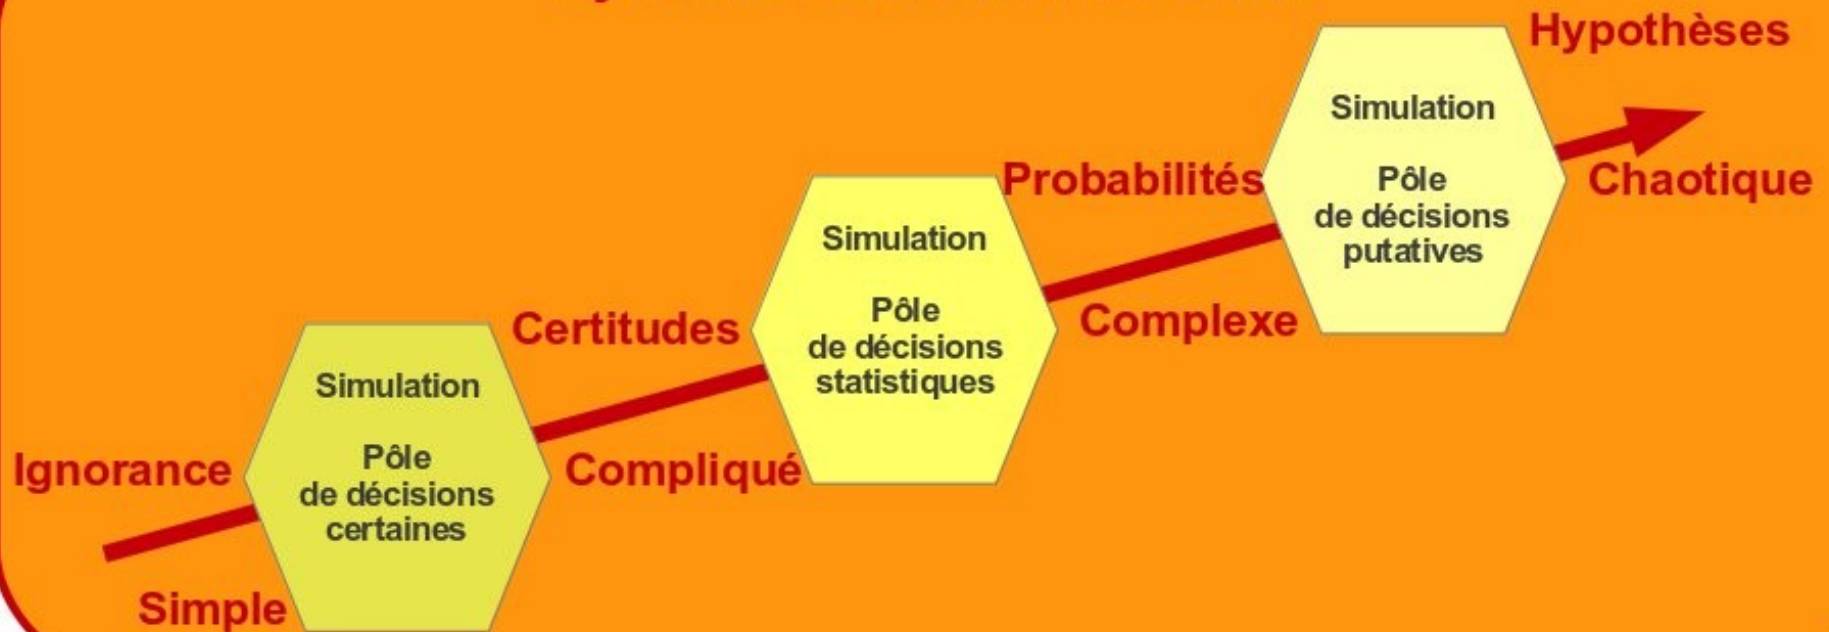 Hypothèses
Simulation
Pôle
de décisions
putatives
Chaotique
Probabilités
Complexe
Simulation
Pôle
de décisions
statistiques
Certitudes
Compliqué
Simulation
Pôle
de décisions
certaines
Ignorance
Simple